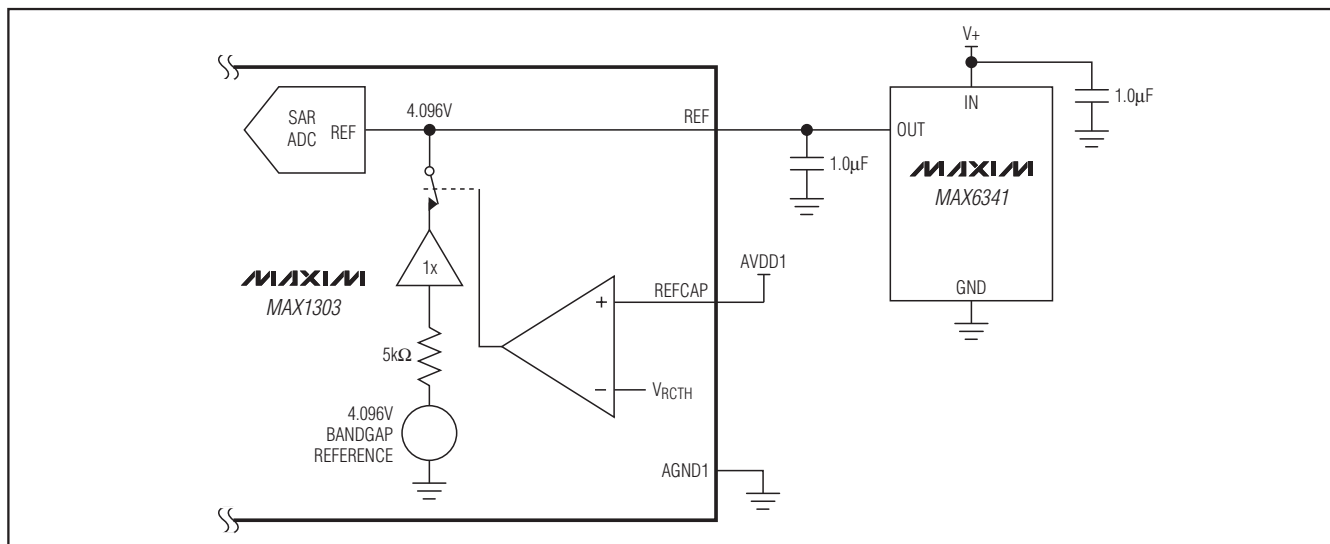 V+
1.0µF
IN
OUT
MAXIM
MAX6341
GND
SAR
ADC
REF
4.096V
REF
1.0µF
1x
MAXIM
MAX1303
5kΩ
4.096V
BANDGAP
REFERENCE
AVDD1
REFCAP
+
−
VRCTH
AGND1